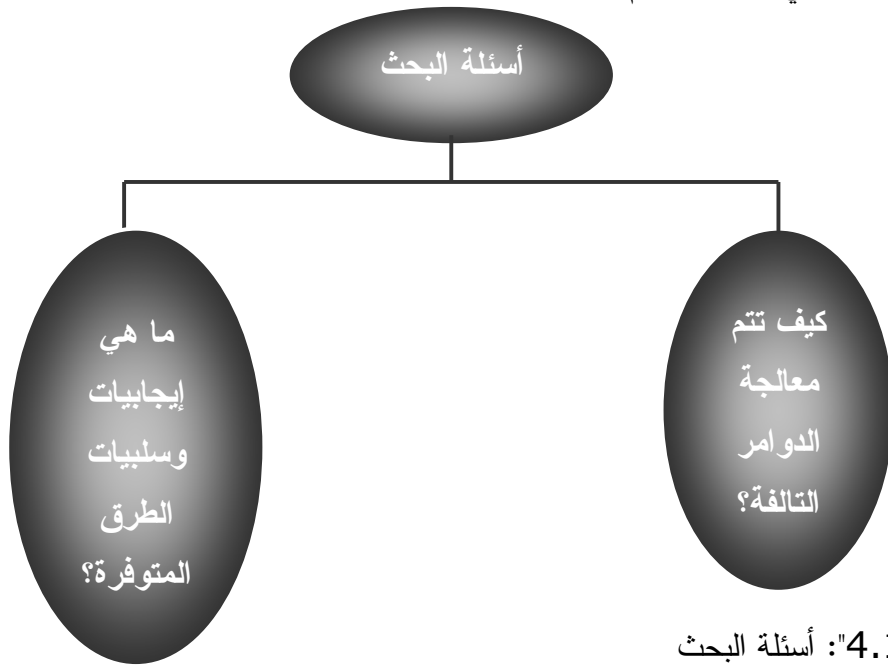 أسئلة البحث
كيف تتم
معالجة
الدوامر
التالفة؟
ما هي
إيجابيات
وسلبيات
الطرق
المتوفرة؟
4.": أسئلة البحث